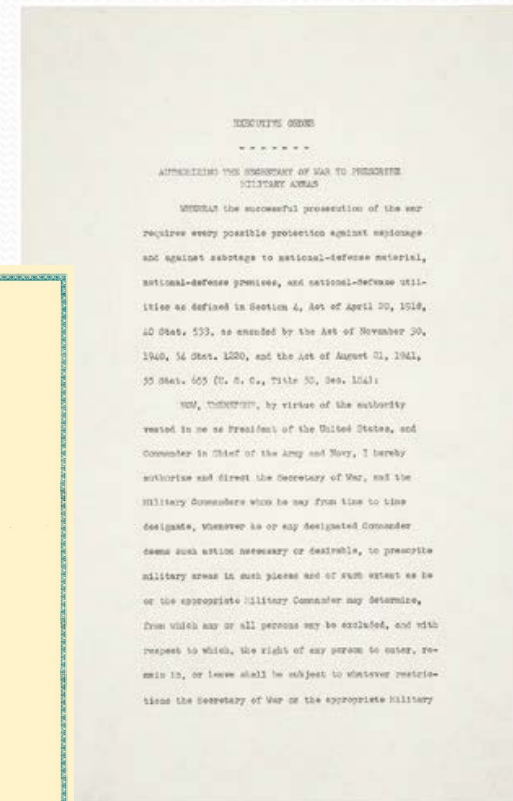 EXECUTIVE ORDER
- - - - - - -
AUTHORIZING THE SECRETARY OF WAR TO PRESCRIBE
MILITARY AREAS
WHEREAS the successful prosecution of the war
requires every possible protection against espionage
and against sabotage to national-defense material,
national-defense premises, and national-defense util-
ities as defined in Section 4, Act of April 20, 1918,
40 Stat. 533, as amended by the Act of November 30,
1940, 54 Stat. 1220, and the Act of August 21, 1941,
55 Stat. 655 (U. S. C., Title 50, Sec. 104):
NOW, THEREFORE, by virtue of the authority
vested in me as President of the United States, and
Commander in Chief of the Army and Navy, I hereby
authorize and direct the Secretary of War, and the
Military Commanders whom he may from time to time
designate, whenever he or any designated Commander
deems such action necessary or desirable, to prescribe
military areas in such places and of such extent as he
or the appropriate Military Commander may determine,
from which any or all persons may be excluded, and with
respect to which, the right of any person to enter, re-
main in, or leave shall be subject to whatever restric-
tions the Secretary of War or the appropriate Military